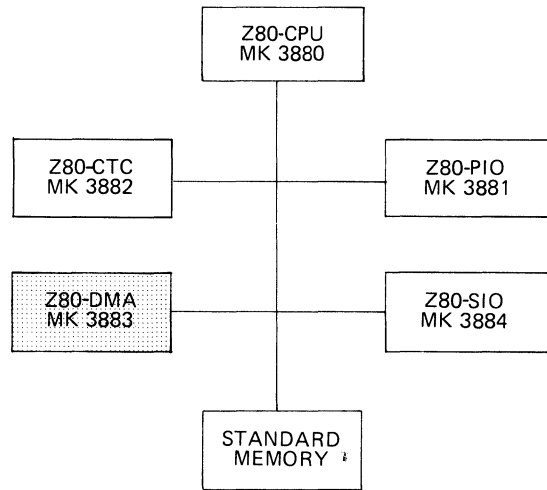 Z80-CPU
MK 3880
Z80-CTC
MK 3882
Z80-PIO
MK 3881
Z80-DMA
MK 3883
Z80-SIO
MK 3884
STANDARD
MEMORY